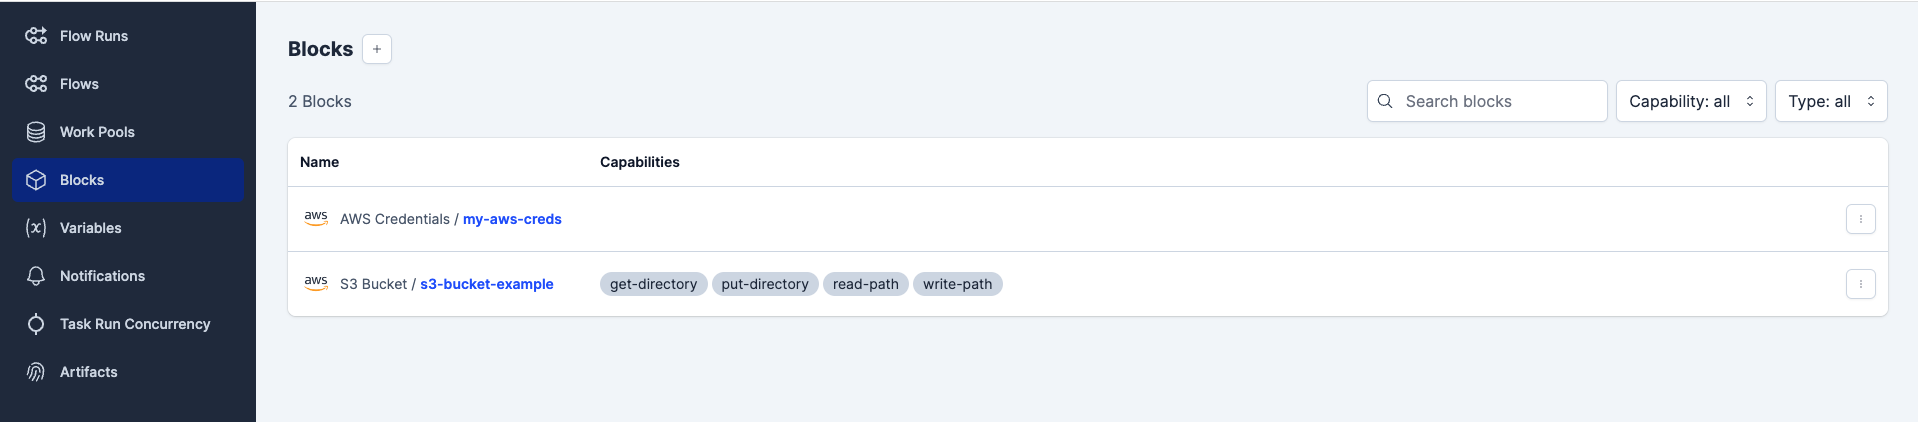 Flow Runs
Flows
Work Pools
Blocks
(x) Variables
Notifications
Task Run Concurrency
Artifacts
Blocks +
2 Blocks
Search blocks
Capability: all
Type: all
Name Capabilities
aws AWS Credentials / my-aws-creds
aws S3 Bucket / s3-bucket-example get-directory put-directory read-path write-path